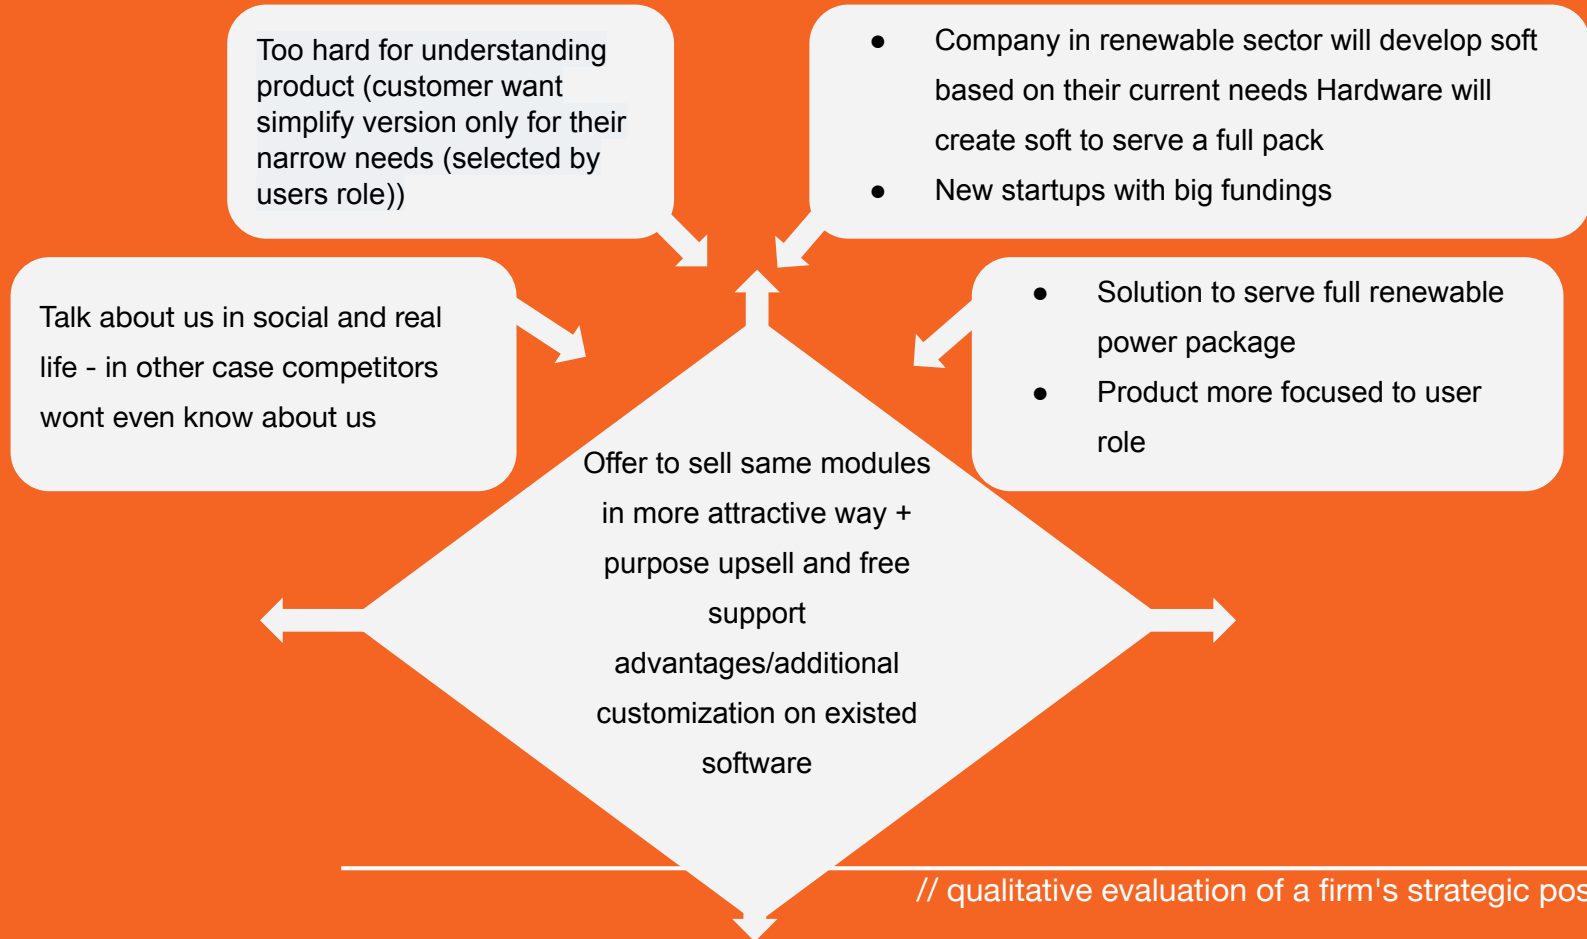 Too hard for understanding
product (customer want
simplify version only for their
narrow needs (selected by
users role))
● Company in renewable sector will develop soft
based on their current needs Hardware will
create soft to serve a full pack
● New startups with big fundings
Talk about us in social and real
life - in other case competitors
wont even know about us
● Solution to serve full renewable
power package
● Product more focused to user
role
Offer to sell same modules
in more attractive way +
purpose upsell and free
support
advantages/additional
customization on existed
software
// qualitative evaluation of a firm's strategic pos